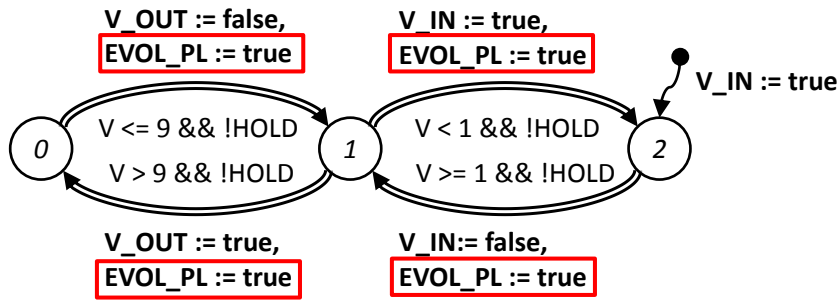 V_OUT := false,
EVOL_PL := true
V_IN := true,
EVOL_PL := true
V_IN := true
0
V <= 9 && !HOLD
V > 9 && !HOLD
1
V < 1 && !HOLD
V >= 1 && !HOLD
2
V_OUT := true,
EVOL_PL := true
V_IN:= false,
EVOL_PL := true